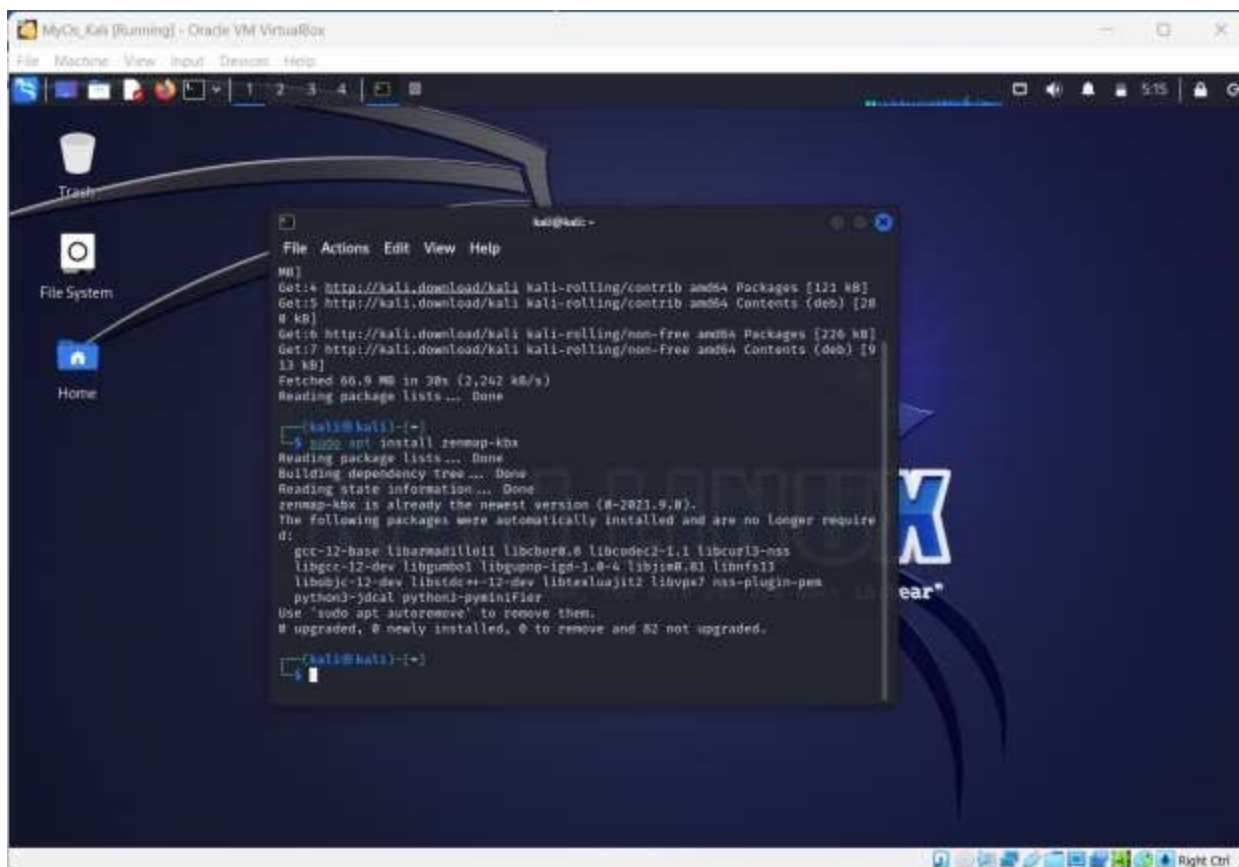 MyOs_Kali [Running] - Oracle VM VirtualBox
File Machine View Input Devices Help
1 2 3 4
5:15
Trash
File System
Home
kali@kali: ~
File Actions Edit View Help
MB]
Get:4 http://kali.download/kali kali-rolling/contrib amd64 Packages [121 kB]
Get:5 http://kali.download/kali kali-rolling/contrib amd64 Contents (deb) [20
0 kB]
Get:6 http://kali.download/kali kali-rolling/non-free amd64 Packages [226 kB]
Get:7 http://kali.download/kali kali-rolling/non-free amd64 Contents (deb) [9
13 kB]
Fetched 66.9 MB in 30s (2,242 kB/s)
Reading package lists... Done
(kali㉿kali)-[~]
$ sudo apt install zenmap-kbx
Reading package lists... Done
Building dependency tree... Done
Reading state information... Done
zenmap-kbx is already the newest version (0~2021.9.0).
The following packages were automatically installed and are no longer require
d:
gcc-12-base libarmadillo11 libcbor0.8 libcodec2-1.1 libcurl3-nss
libgcc-12-dev libgumbo1 libgupnp-igd-1.0-4 libjim0.81 libnfs13
libobjc-12-dev libstdc++-12-dev libtexluajit2 libvpx7 nss-plugin-pem
python3-jdcal python3-pyminifier
Use 'sudo apt autoremove' to remove them.
0 upgraded, 0 newly installed, 0 to remove and 82 not upgraded.
(kali㉿kali)-[~]
$
X
ear"
Right Ctrl